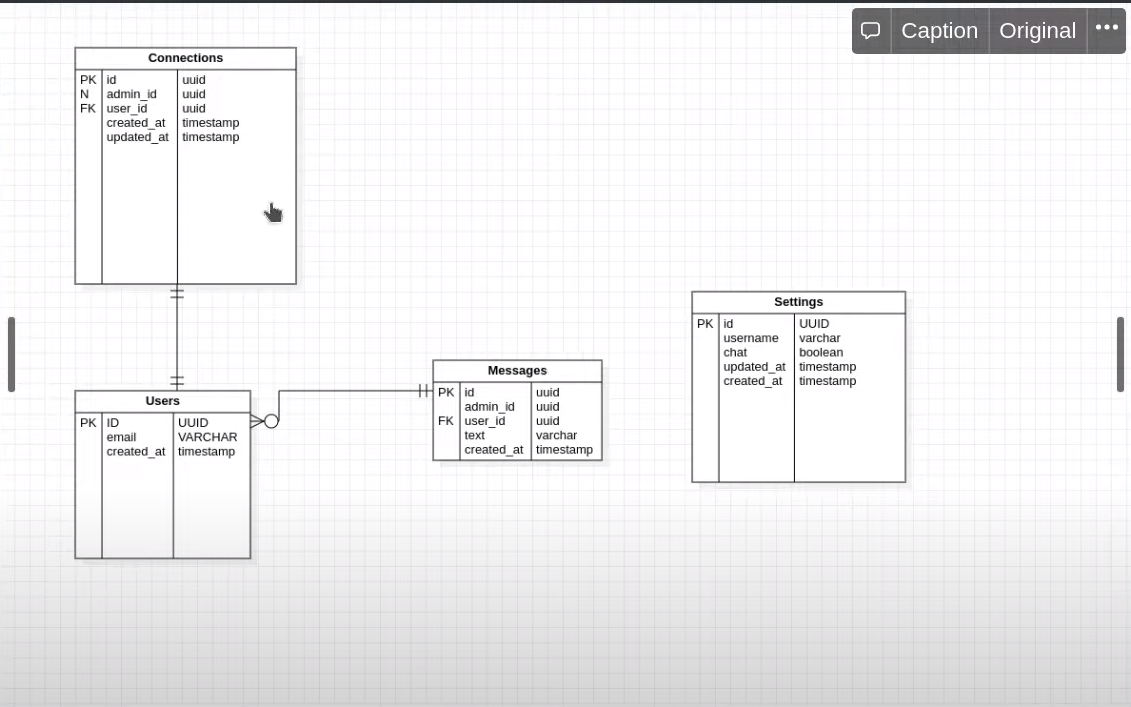 Caption Original •••
Connections
PK id uuid
N admin_id uuid
FK user_id uuid
created_at timestamp
updated_at timestamp
Settings
PK id UUID
username varchar
chat boolean
updated_at timestamp
created_at timestamp
Messages
PK id uuid
admin_id uuid
FK user_id uuid
text varchar
created_at timestamp
Users
PK ID UUID
email VARCHAR
created_at timestamp